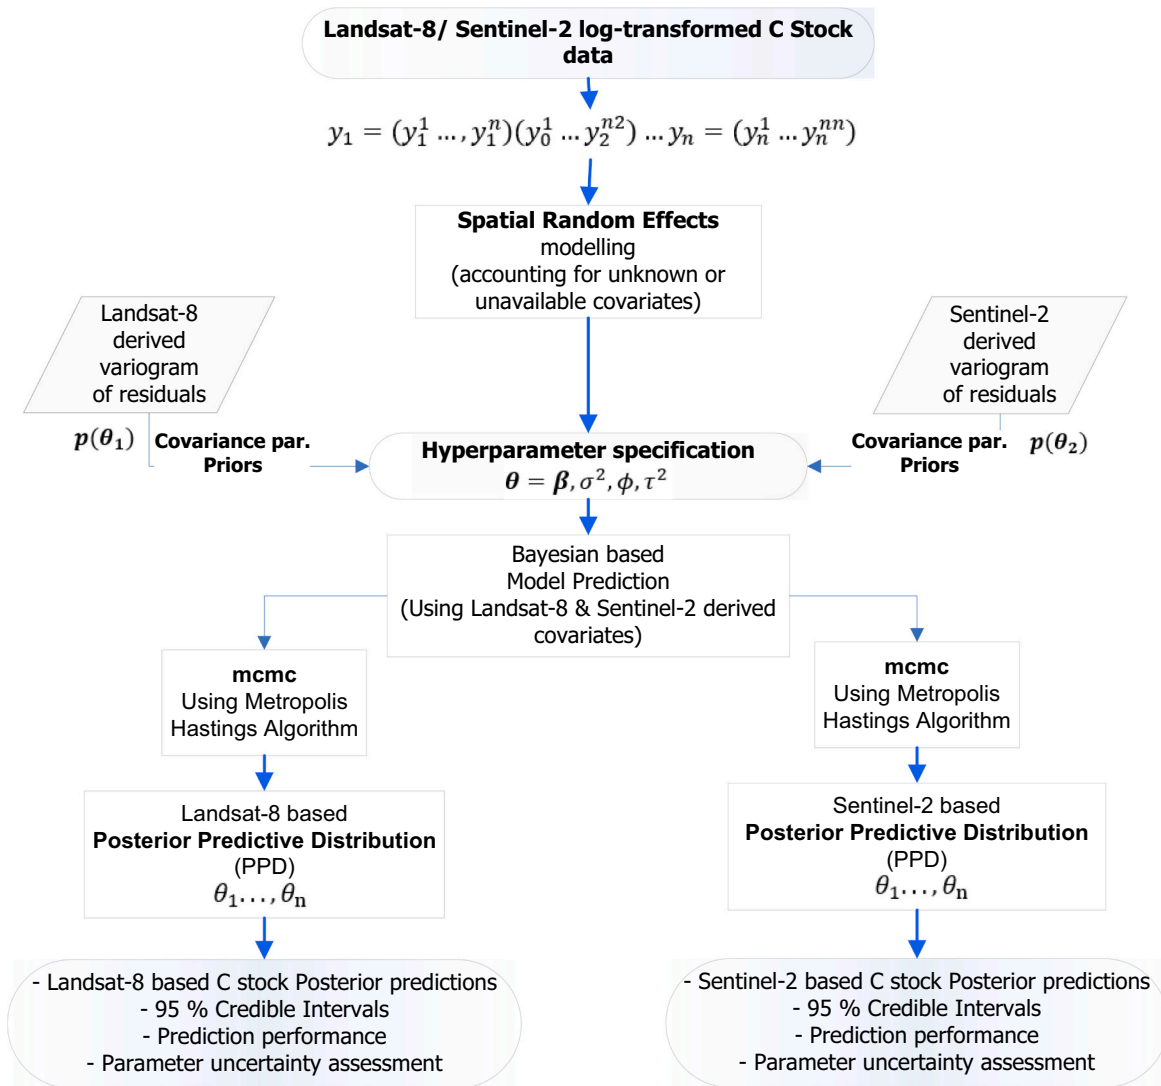 Landsat-8/ Sentinel-2 log-transformed C Stock
data
y₁ = (y₁¹ ..., y₁ⁿ)(y₀¹ ... y₂ⁿ²) ... yₙ = (yₙ¹ ... yₙⁿⁿ)
Spatial Random Effects
modelling
(accounting for unknown or
unavailable covariates)
Landsat-8
derived
variogram
of residuals
Sentinel-2
derived
variogram
of residuals
p(θ₁)
Covariance par.
Priors
Covariance par.
Priors
p(θ₂)
Hyperparameter specification
θ = β, σ², ϕ, τ²
Bayesian based
Model Prediction
(Using Landsat-8 & Sentinel-2 derived
covariates)
mcmc
Using Metropolis
Hastings Algorithm
mcmc
Using Metropolis
Hastings Algorithm
Landsat-8 based
Posterior Predictive Distribution
(PPD)
θ₁..., θₙ
Sentinel-2 based
Posterior Predictive Distribution
(PPD)
θ₁..., θₙ
- Landsat-8 based C stock Posterior predictions
- 95 % Credible Intervals
- Prediction performance
- Parameter uncertainty assessment
- Sentinel-2 based C stock Posterior predictions
- 95 % Credible Intervals
- Prediction performance
- Parameter uncertainty assessment